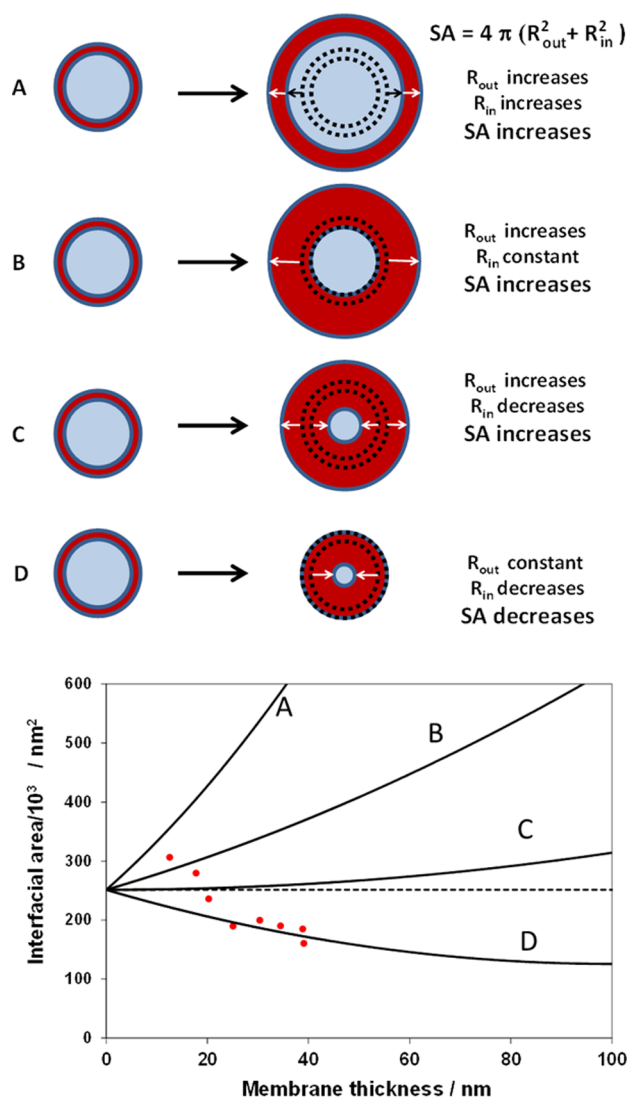 SA = 4 π (R²out + R²in)
A
Rout increases
Rin increases
SA increases
B
Rout increases
Rin constant
SA increases
C
Rout increases
Rin decreases
SA increases
D
Rout constant
Rin decreases
SA decreases
600
500
400
300
200
100
0
Interfacial area/10³ / nm²
A
B
C
D
0 20 40 60 80 100
Membrane thickness / nm